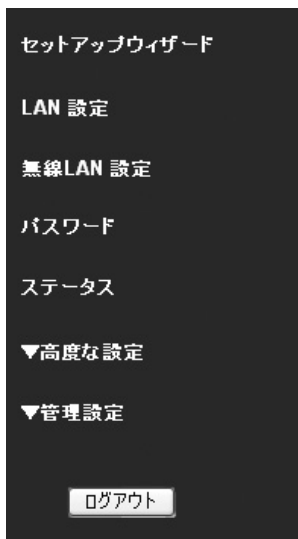 セットアップウィザード
LAN 設定
無線LAN 設定
パスワード
ステータス
▼高度な設定
▼管理設定
ログアウト